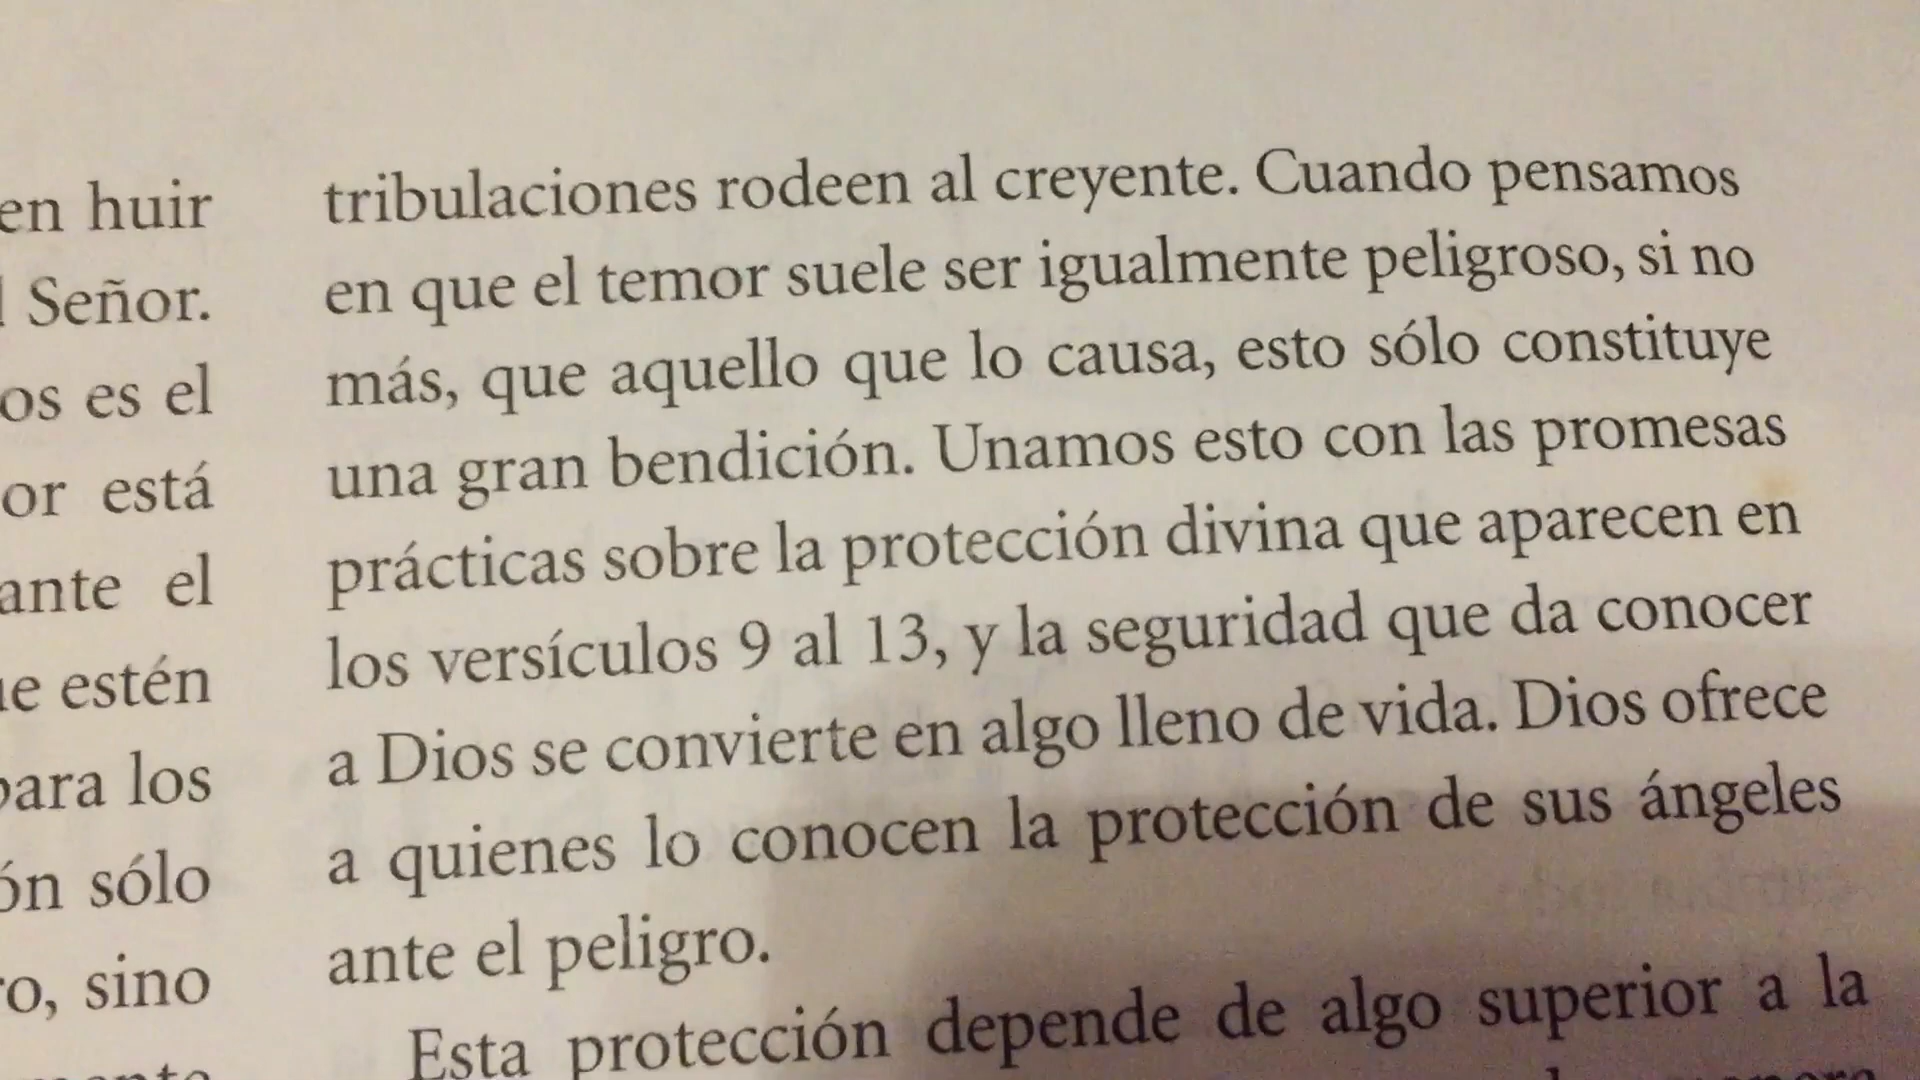 en huir
Señor.
os es el
or está
ante el
estén
para los
ón sólo
o, sino
tribulaciones rodeen al creyente. Cuando pensamos
en que el temor suele ser igualmente peligroso, si no
más, que aquello que lo causa, esto sólo constituye
una gran bendición. Unamos esto con las promesas
prácticas sobre la protección divina que aparecen en
los versículos 9 al 13, y la seguridad que da conocer
a Dios se convierte en algo lleno de vida. Dios ofrece
a quienes lo conocen la protección de sus ángeles
ante el peligro.
Esta protección depende de algo superior a la